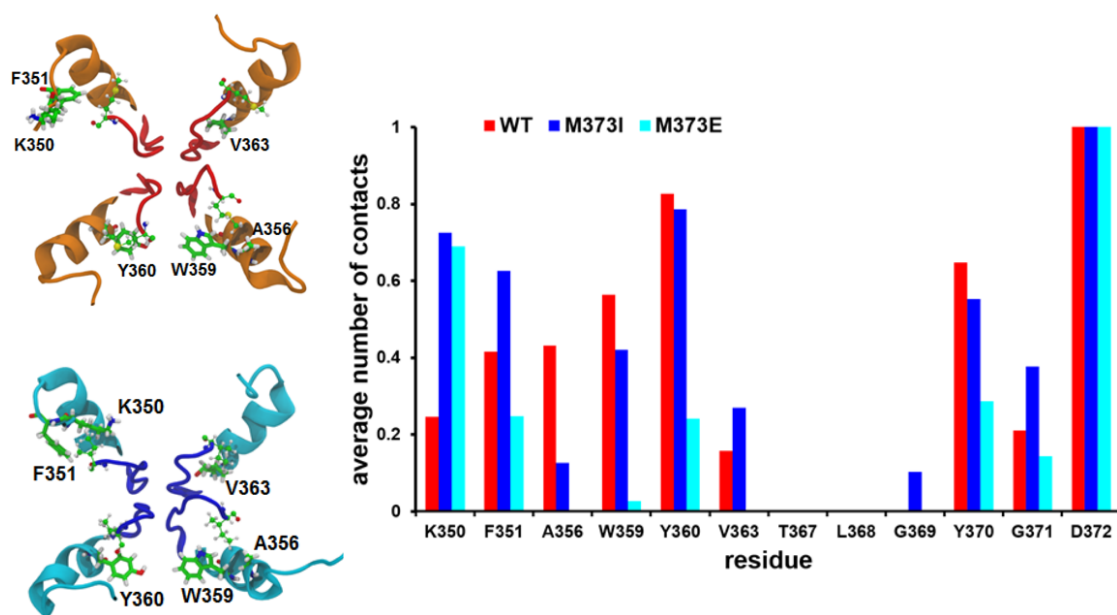 F351
K350
V363
Y360
W359
A356
K350
F351
V363
A356
Y360
W359
WT M373I M373E
1
0.8
0.6
0.4
0.2
0
average number of contacts
K350 F351 A356 W359 Y360 V363 T367 L368 G369 Y370 G371 D372
residue